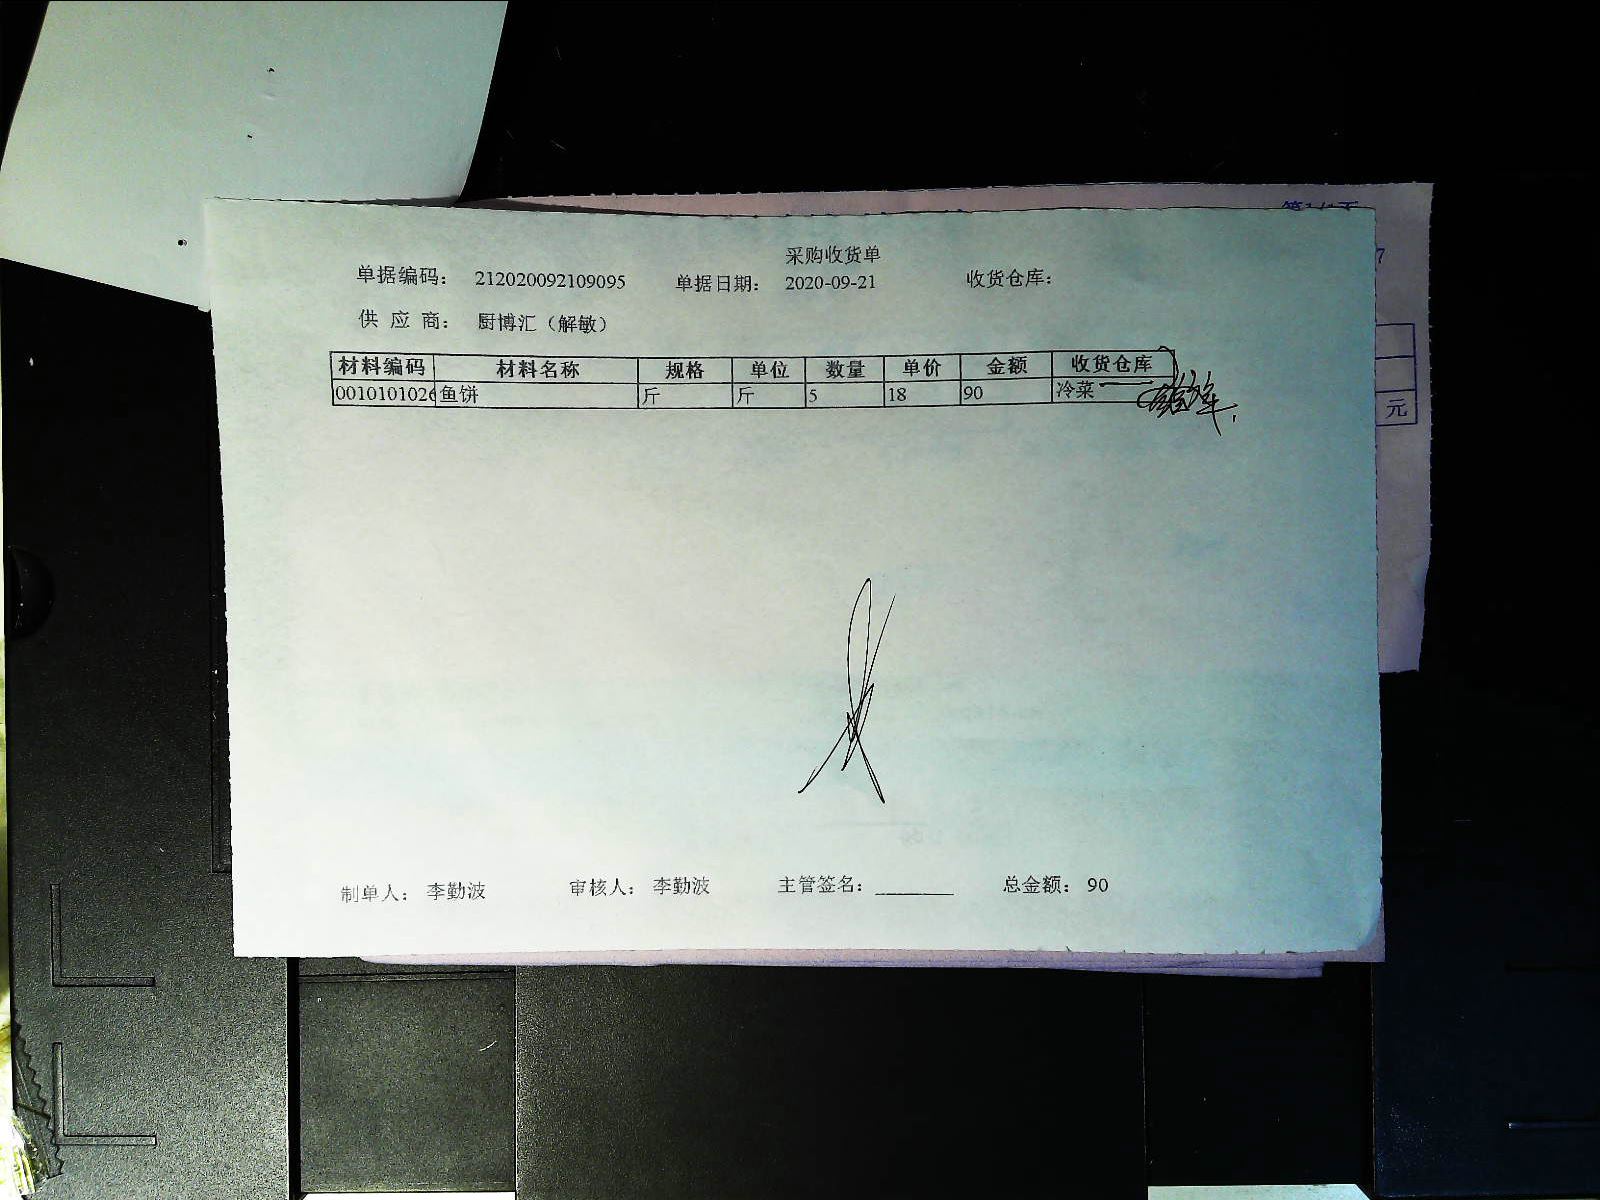 采购收货单
单据编码： 212020092109095 单据日期： 2020-09-21 收货仓库：
供 应 商： 厨博汇（解敏）
材料编码 材料名称 规格 单位 数量 单价 金额 收货仓库
0010101026 鱼饼 斤 斤 5 18 90 冷菜
元
制单人： 李勤波 审核人： 李勤波 主管签名：________ 总金额： 90